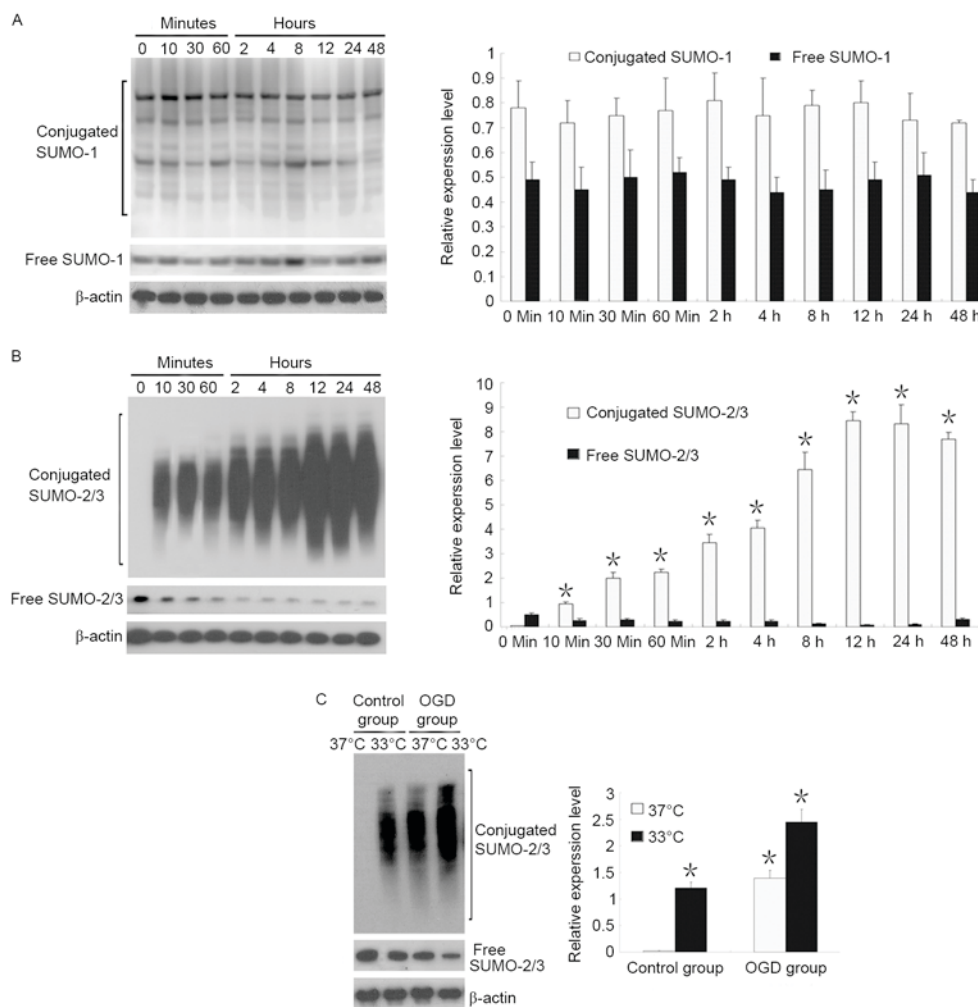 A
Minutes Hours
0 10 30 60 2 4 8 12 24 48
Conjugated
SUMO-1
Free SUMO-1
β-actin
Conjugated SUMO-1 Free SUMO-1
Relative experssion level
1
0.9
0.8
0.7
0.6
0.5
0.4
0.3
0.2
0.1
0
0 Min 10 Min 30 Min 60 Min 2 h 4 h 8 h 12 h 24 h 48 h
B
Minutes Hours
0 10 30 60 2 4 8 12 24 48
Conjugated
SUMO-2/3
Free SUMO-2/3
β-actin
Conjugated SUMO-2/3
Free SUMO-2/3
Relative experssion level
10
9
8
7
6
5
4
3
2
1
0
* * * * * * * * *
0 Min 10 Min 30 Min 60 Min 2 h 4 h 8 h 12 h 24 h 48 h
C
Control OGD
group group
37°C 33°C 37°C 33°C
Conjugated
SUMO-2/3
Free
SUMO-2/3
β-actin
37°C
33°C
Relative experssion level
3
2.5
2
1.5
1
0.5
0
* * *
Control group OGD group